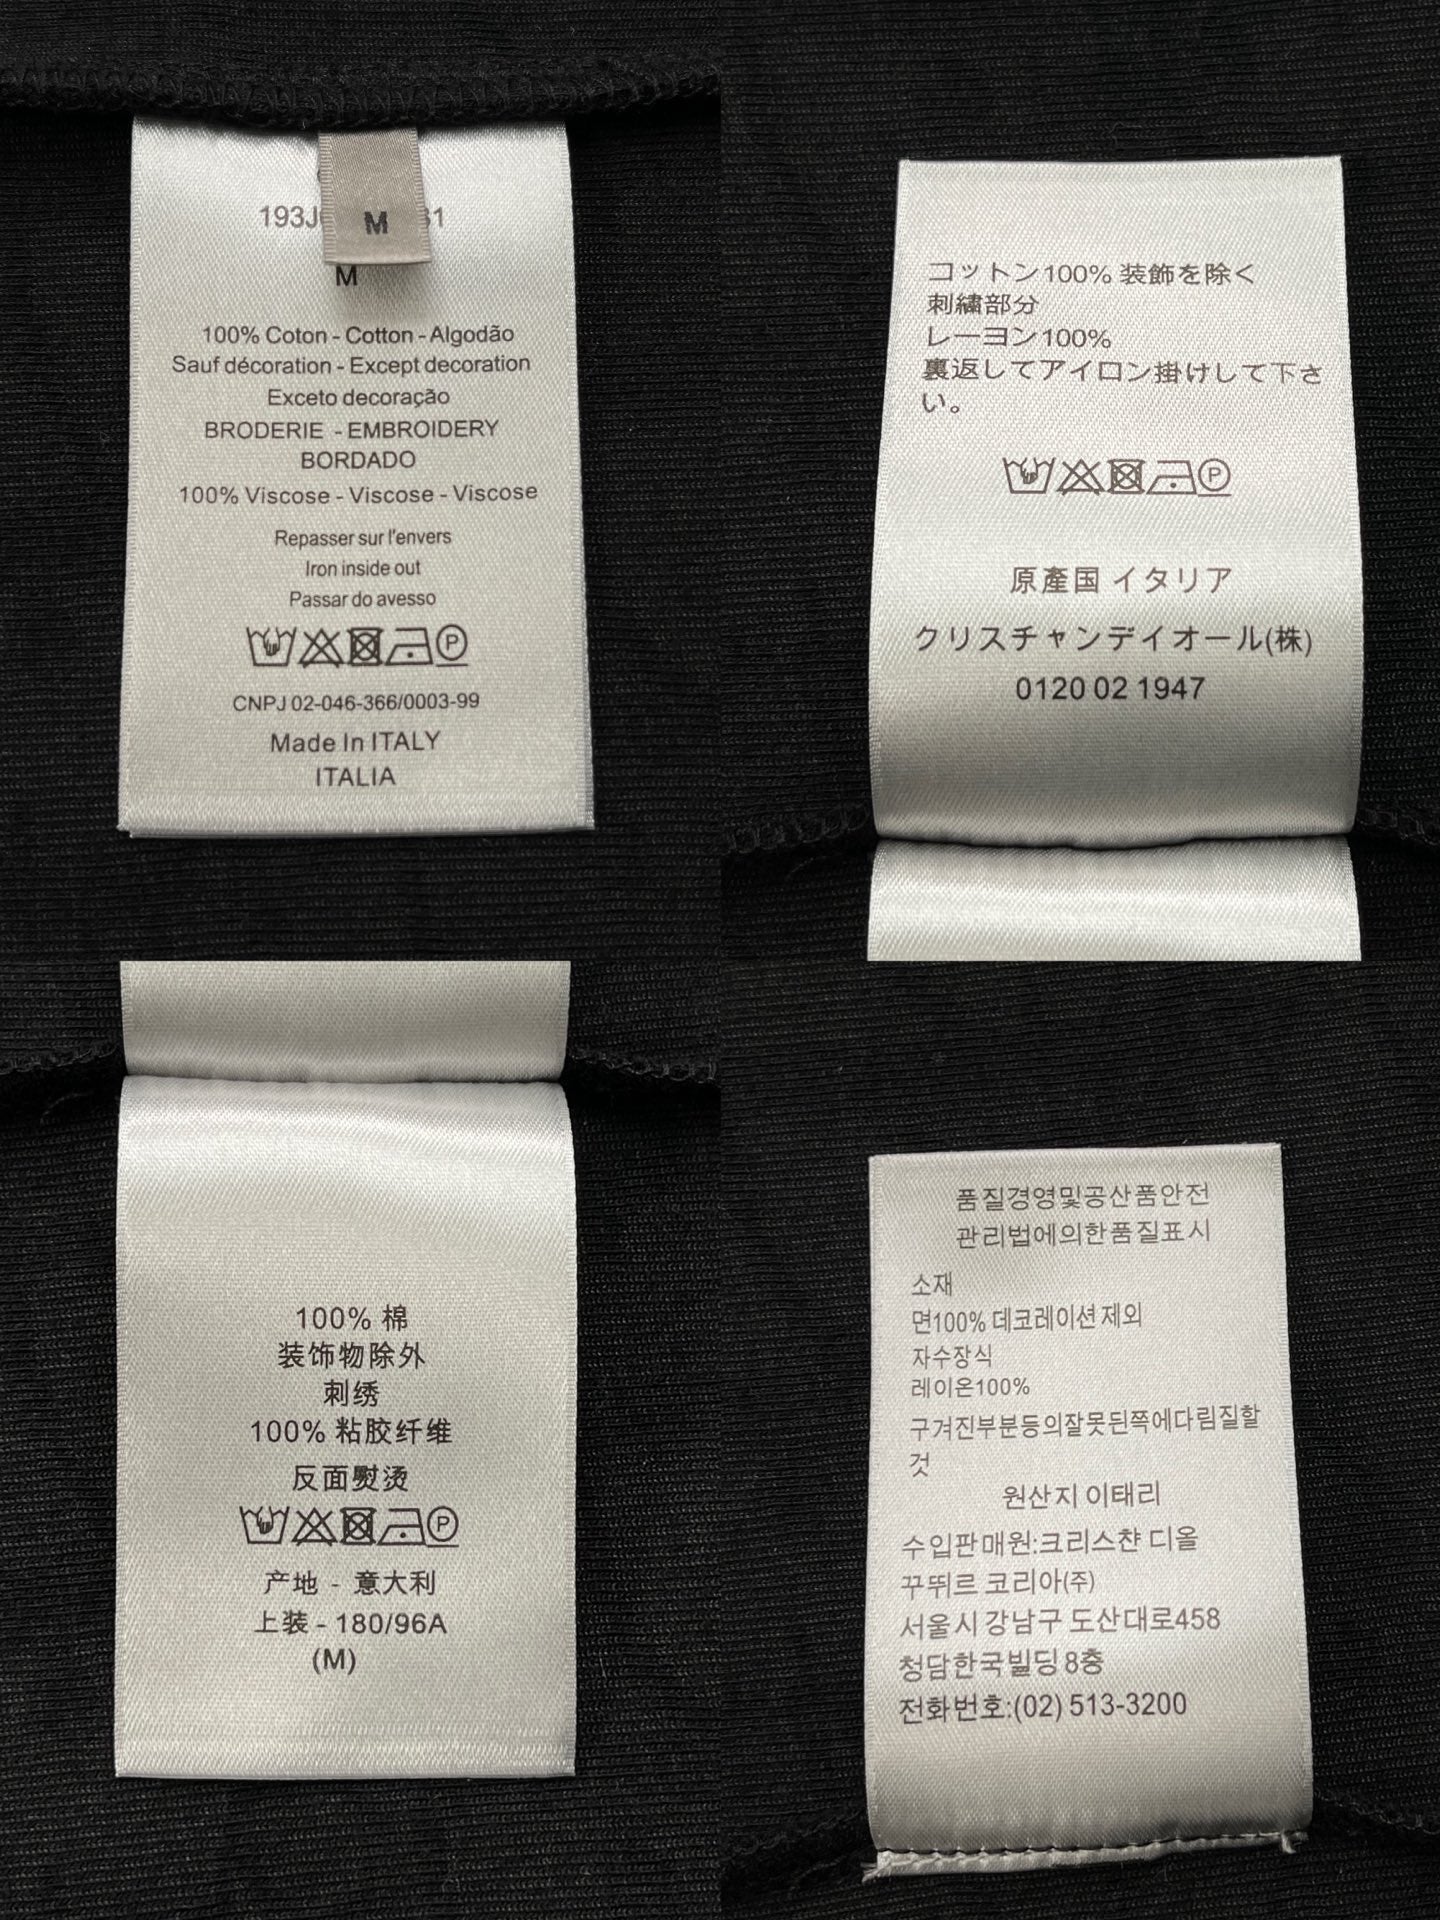 M
193J
31
M
100% Coton - Cotton - Algodão
Sauf décoration - Except decoration
Exceto decoração
BRODERIE - EMBROIDERY
BORDADO
100% Viscose - Viscose - Viscose
Repasser sur l'envers
Iron inside out
Passar do avesso
P
CNPJ 02-046-366/0003-99
Made In ITALY
ITALIA
コットン100% 装飾を除く
刺繍部分
レーヨン100%
裏返してアイロン掛けして下さ
い。
P
原產国 イタリア
クリスチャンデイオール(株)
0120 02 1947
100% 棉
装饰物除外
刺绣
100% 粘胶纤维
反面熨烫
P
产地 - 意大利
上装 - 180/96A
(M)
품질경영및공산품안전
관리법에의한품질표시
소재
면100% 데코레이션 제외
자수장식
레이온100%
구겨진부분등의잘못된쪽에다림질할
것
원산지 이태리
수입판매원:크리스챤 디올
꾸뛰르 코리아(주)
서울시 강남구 도산대로458
청담한국빌딩 8층
전화번호:(02) 513-3200